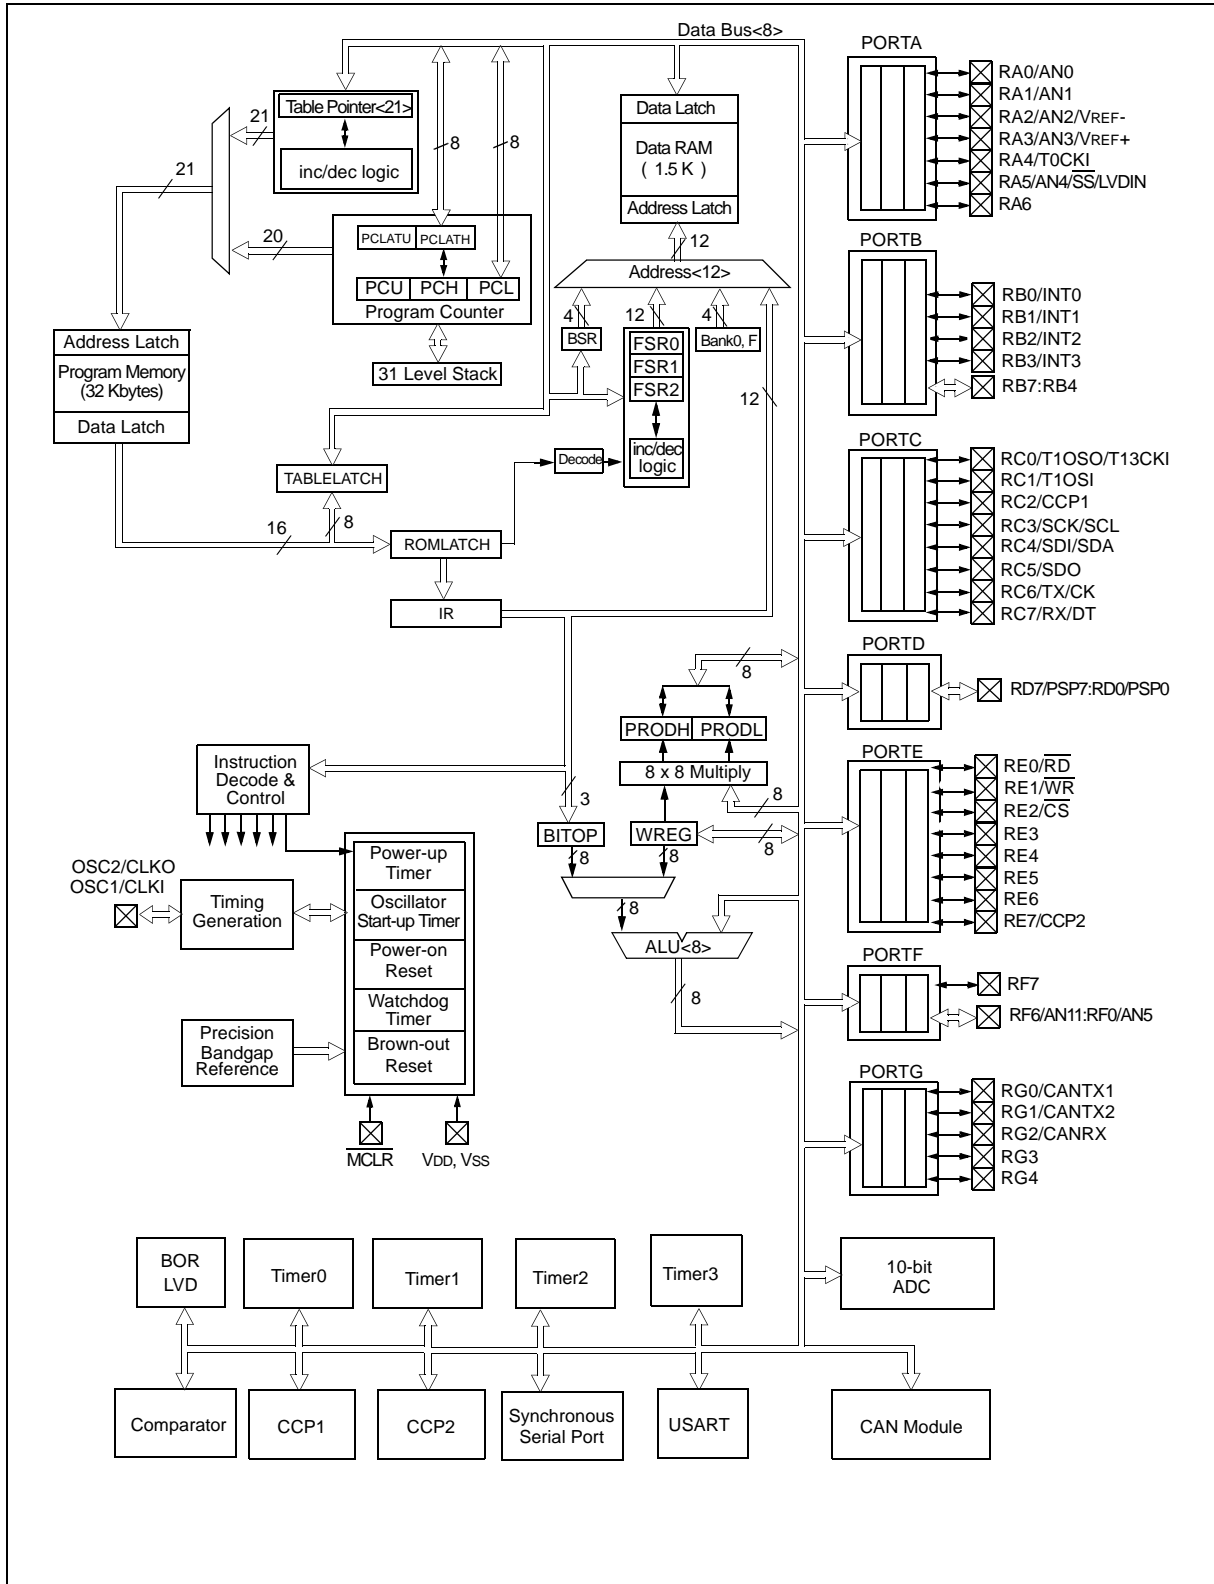 Data Bus<8>
Table Pointer<21>
inc/dec logic
21
21
20
8
8
PCLATU
PCLATH
PCU
PCH
PCL
Program Counter
31 Level Stack
Address Latch
Program Memory
(32 Kbytes)
Data Latch
Data Latch
Data RAM
( 1.5 K )
Address Latch
12
Address<12>
4
12
4
BSR
FSR0
FSR1
FSR2
inc/dec
logic
Bank0, F
12
Decode
TABLELATCH
16
8
ROMLATCH
IR
8
PRODH
PRODL
8 x 8 Multiply
8
3
BITOP
WREG
8
8
8
8
ALU<8>
8
Instruction
Decode &
Control
OSC2/CLKO
OSC1/CLKI
Timing
Generation
Power-up
Timer
Oscillator
Start-up Timer
Power-on
Reset
Watchdog
Timer
Brown-out
Reset
Precision
Bandgap
Reference
MCLR
VDD, VSS
PORTA
RA0/AN0
RA1/AN1
RA2/AN2/VREF-
RA3/AN3/VREF+
RA4/T0CKI
RA5/AN4/SS/LVDIN
RA6
PORTB
RB0/INT0
RB1/INT1
RB2/INT2
RB3/INT3
RB7:RB4
PORTC
RC0/T1OSO/T13CKI
RC1/T1OSI
RC2/CCP1
RC3/SCK/SCL
RC4/SDI/SDA
RC5/SDO
RC6/TX/CK
RC7/RX/DT
PORTD
RD7/PSP7:RD0/PSP0
PORTE
RE0/RD
RE1/WR
RE2/CS
RE3
RE4
RE5
RE6
RE7/CCP2
PORTF
RF7
RF6/AN11:RF0/AN5
PORTG
RG0/CANTX1
RG1/CANTX2
RG2/CANRX
RG3
RG4
BOR
LVD
Timer0
Timer1
Timer2
Timer3
10-bit
ADC
Comparator
CCP1
CCP2
Synchronous
Serial Port
USART
CAN Module